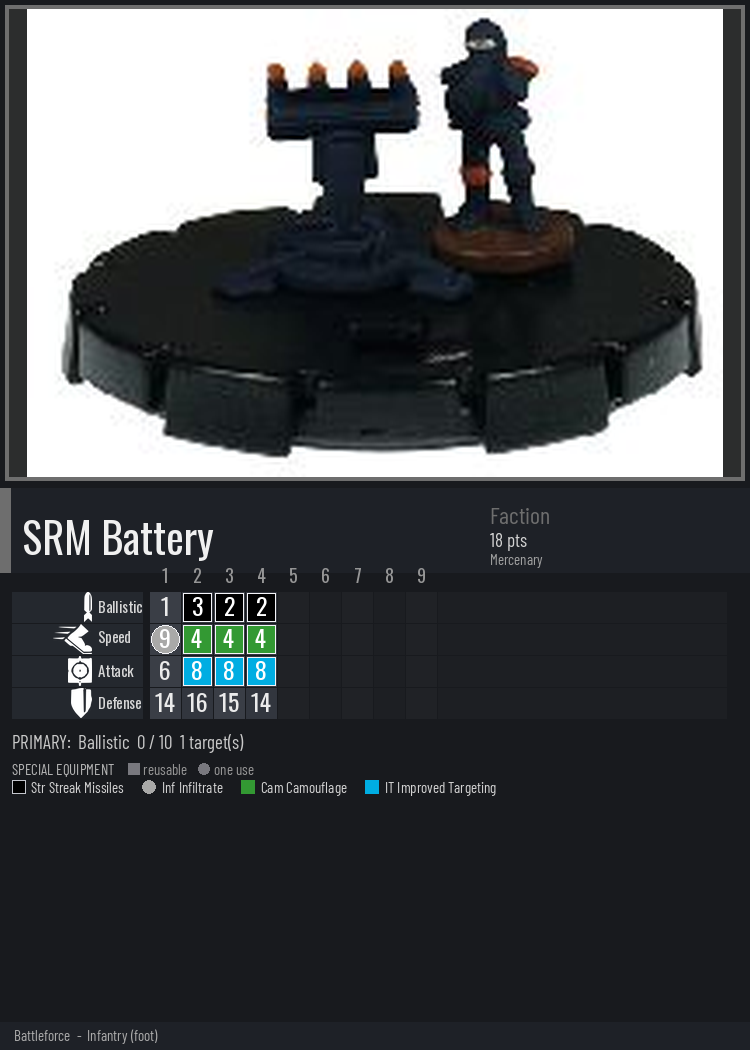 SRM Battery
Faction
18 pts
Mercenary
1 2 3 4 5 6 7 8 9
Ballistic 1 3 2 2
Speed 9 4 4 4
Attack 6 8 8 8
Defense 14 16 15 14
PRIMARY: Ballistic 0 / 10 1 target(s)
SPECIAL EQUIPMENT reusable one use
Str Streak Missiles Inf Infiltrate Cam Camouflage IT Improved Targeting
Battleforce - Infantry (foot)